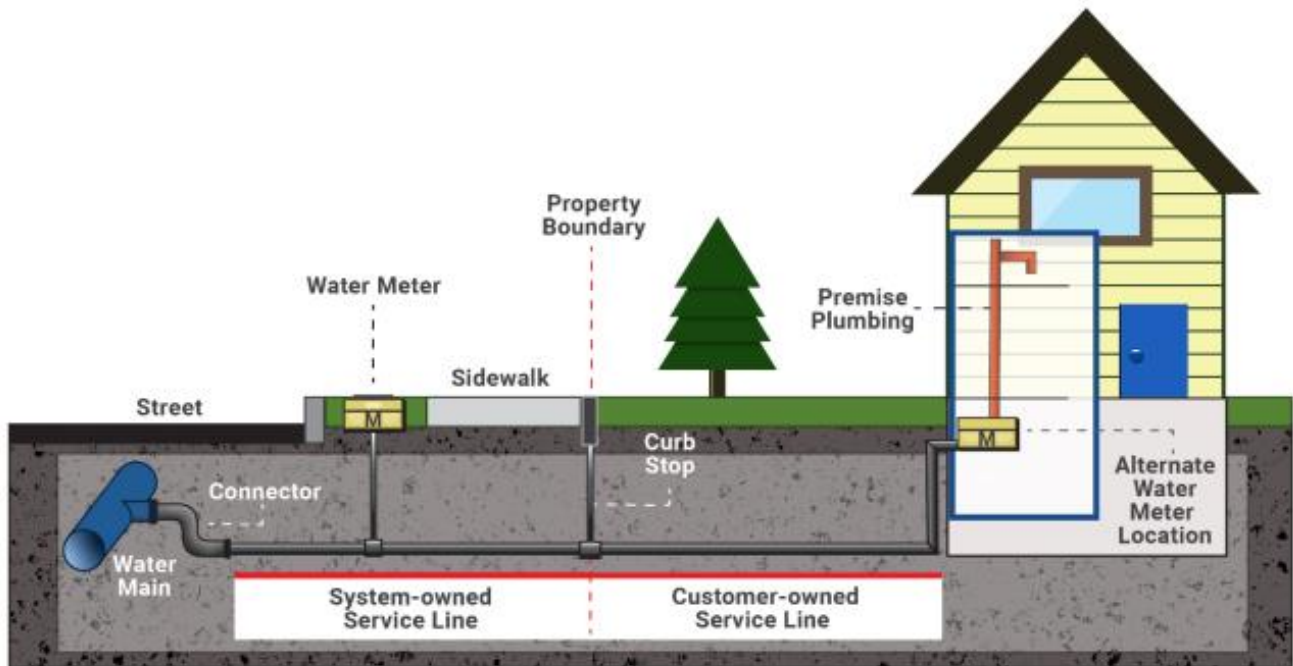 Property
Boundary
Water Meter
Premise
Plumbing
Sidewalk
Street
M
M
Curb
Stop
Alternate
Water
Meter
Location
Connector
Water
Main
System-owned
Service Line
Customer-owned
Service Line